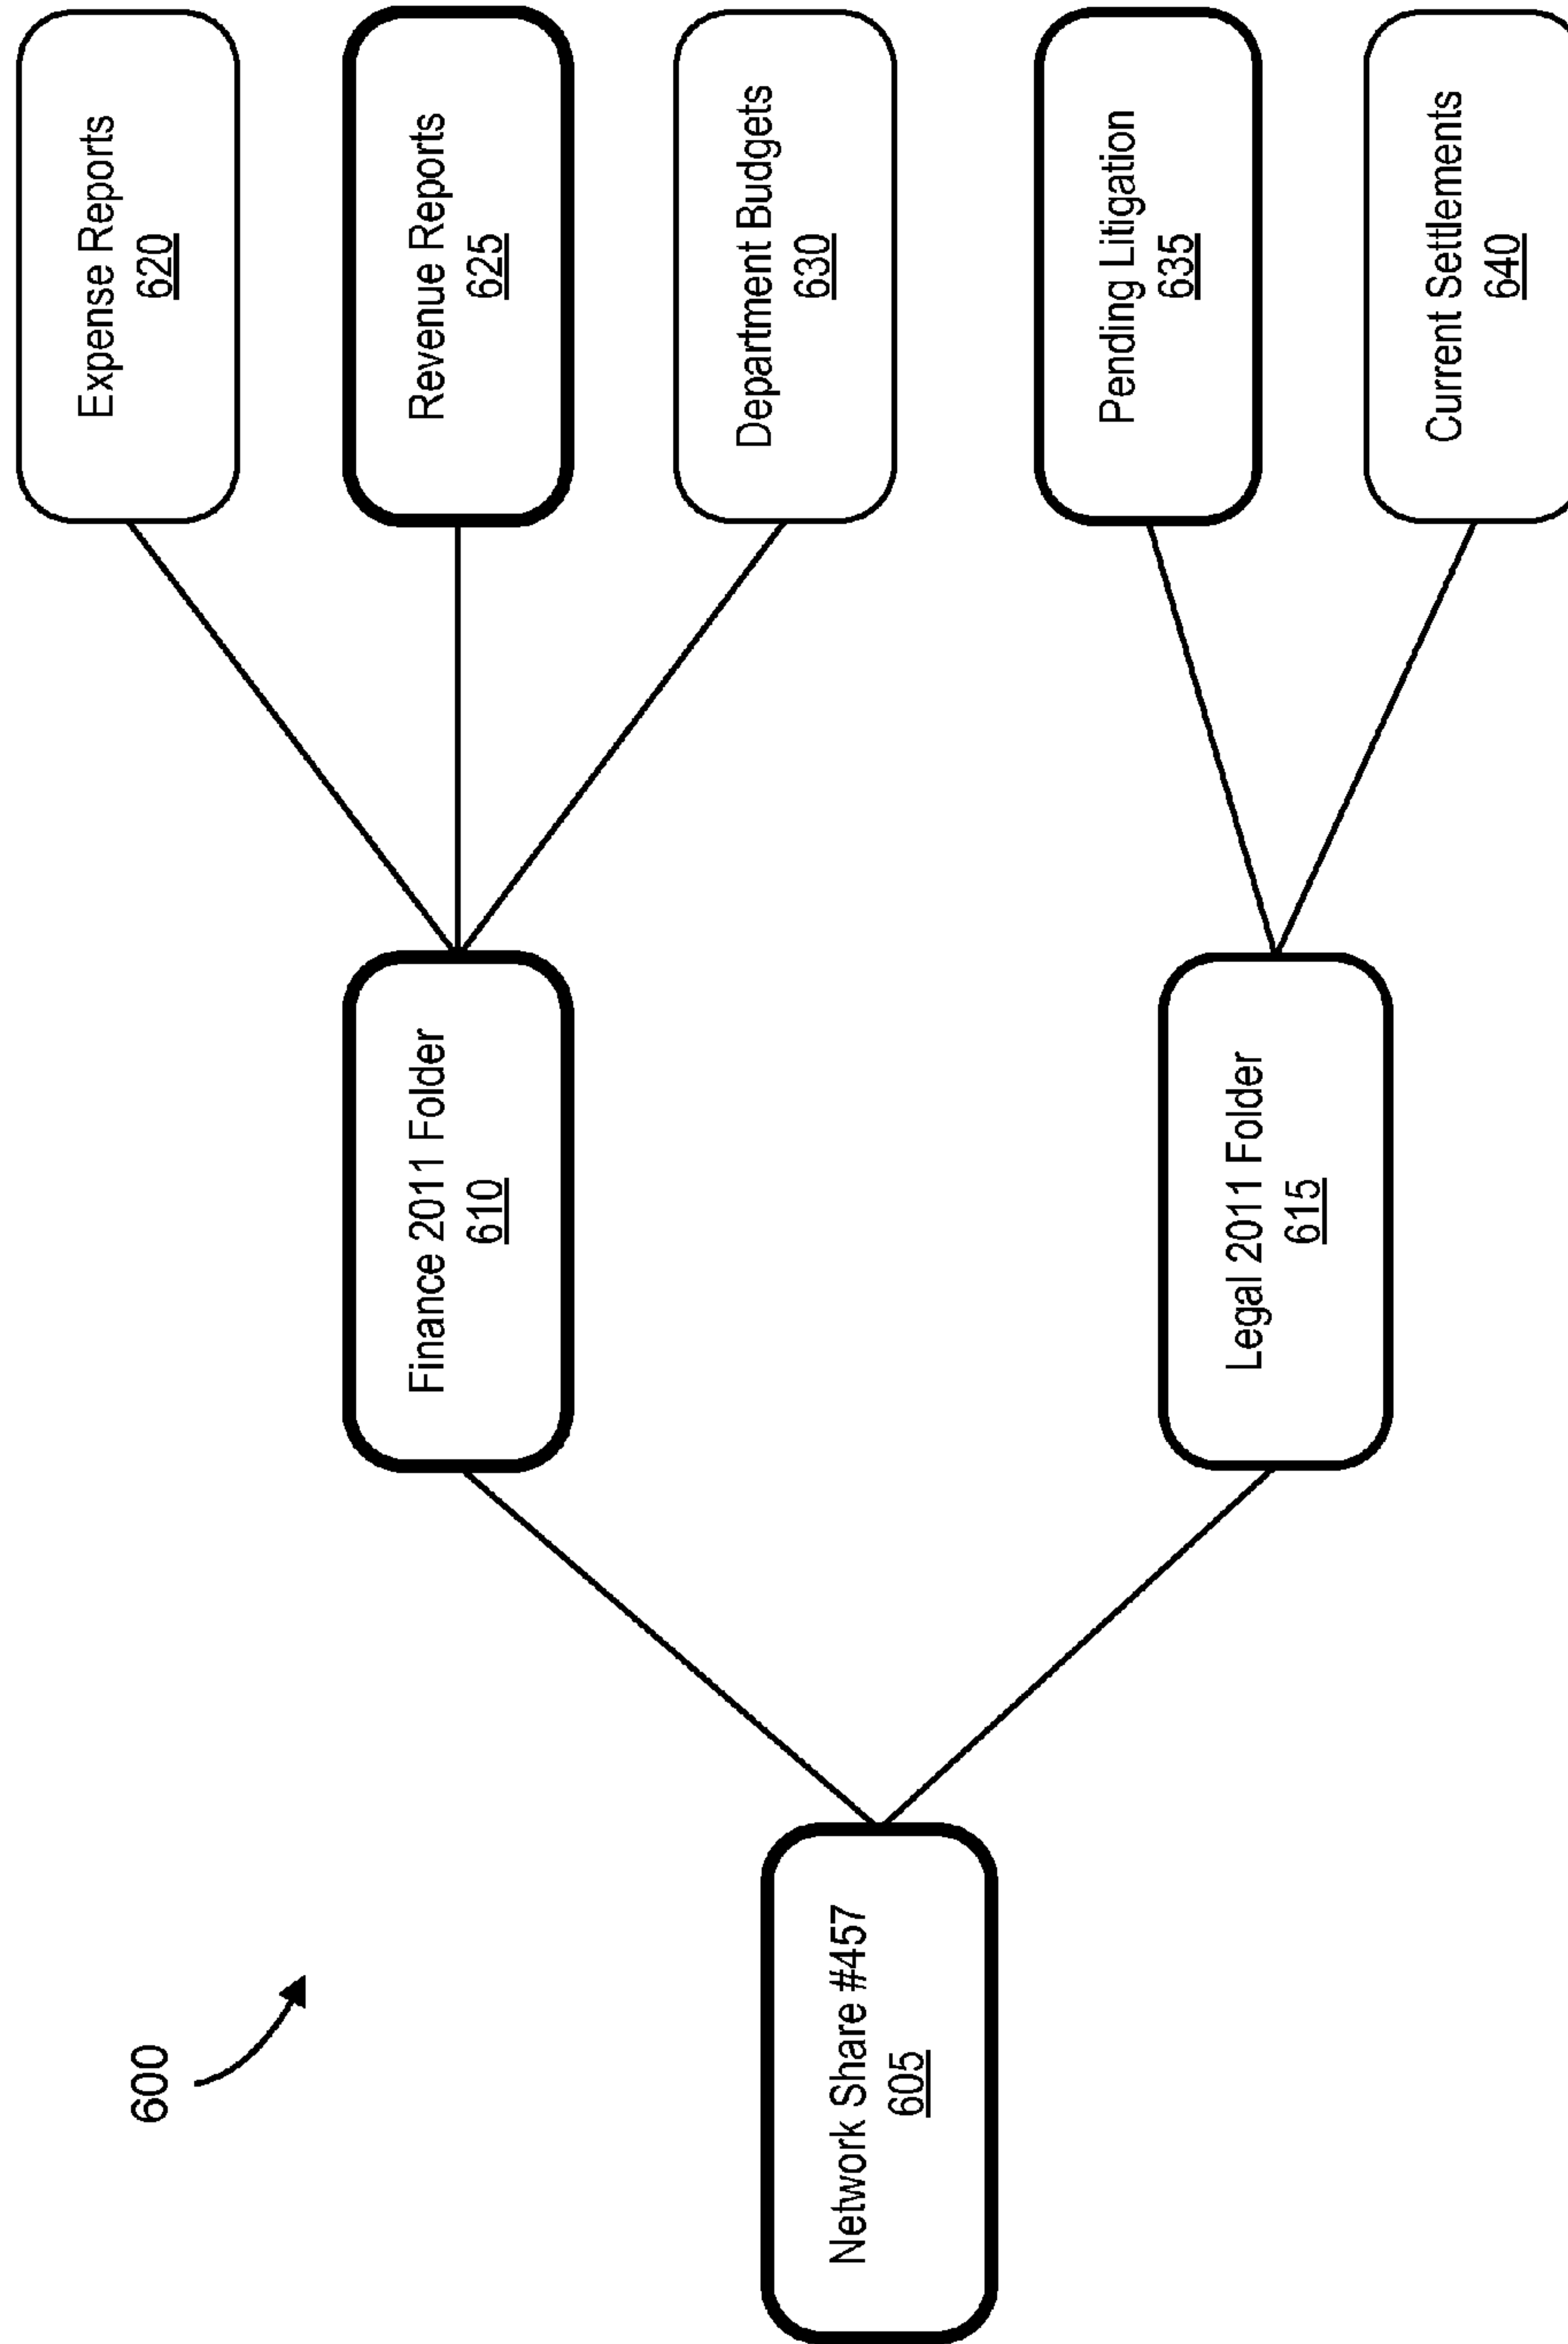 600
Network Share #457
605
Finance 2011 Folder
610
Legal 2011 Folder
615
Expense Reports
620
Revenue Reports
625
Department Budgets
630
Pending Litigation
635
Current Settlements
640